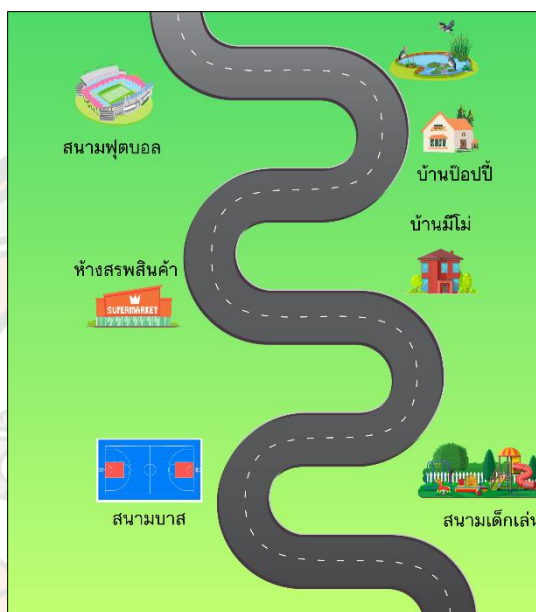 สนามฟุตบอล
บ้านป๊อปปี้
บ้านมีโม่
ห้างสรพสินค้า
SUPERMARKET
สนามบาส
สนามเด็กเล่น